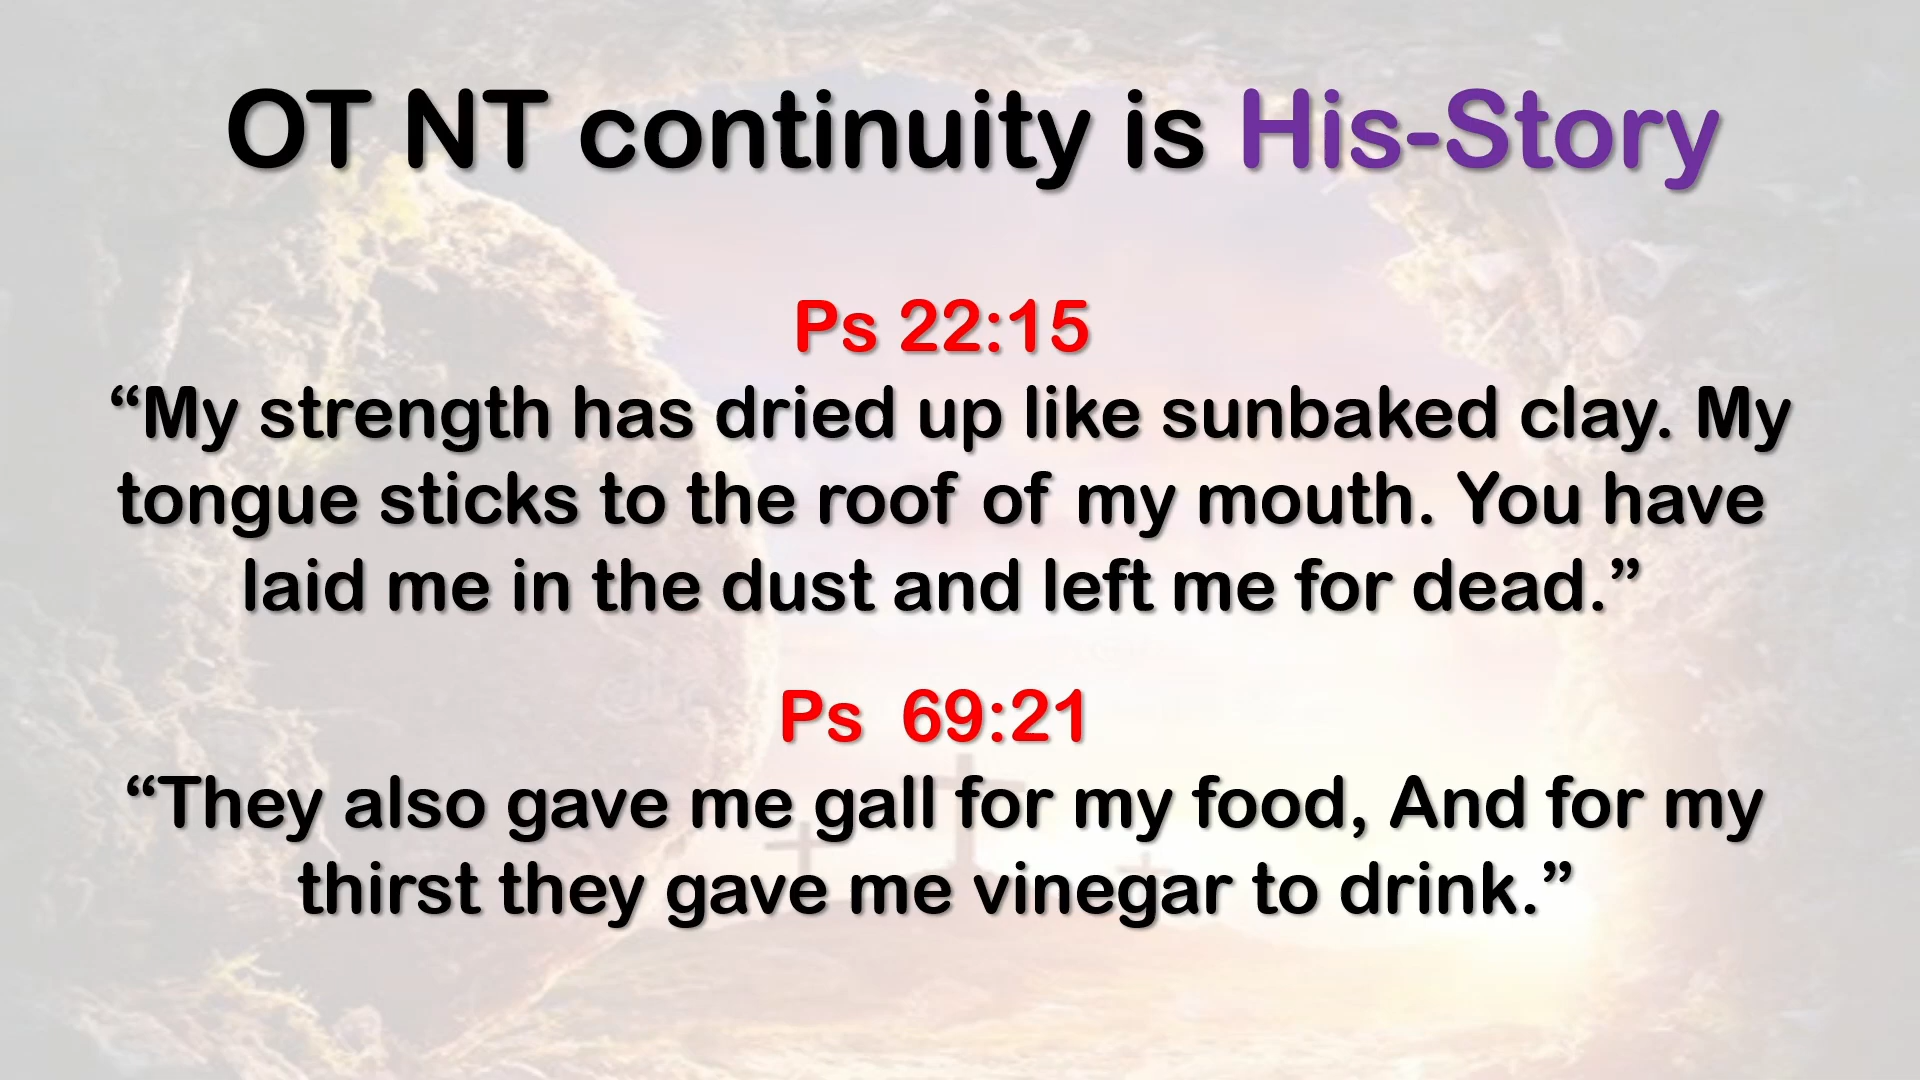 OT NT continuity is His-Story
Ps 22:15
“My strength has dried up like sunbaked clay. My
tongue sticks to the roof of my mouth. You have
laid me in the dust and left me for dead.”
Ps  69:21
“They also gave me gall for my food, And for my
thirst they gave me vinegar to drink.”